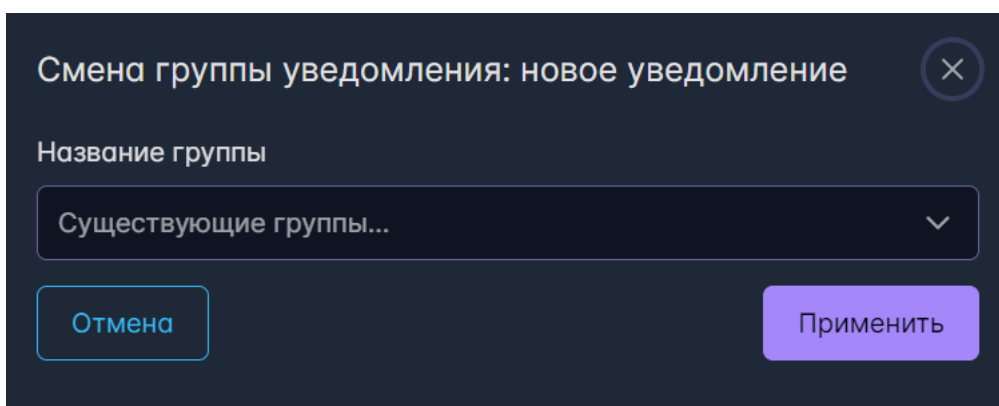 Смена группы уведомления: новое уведомление
Название группы
Существующие группы...
Отмена
Применить